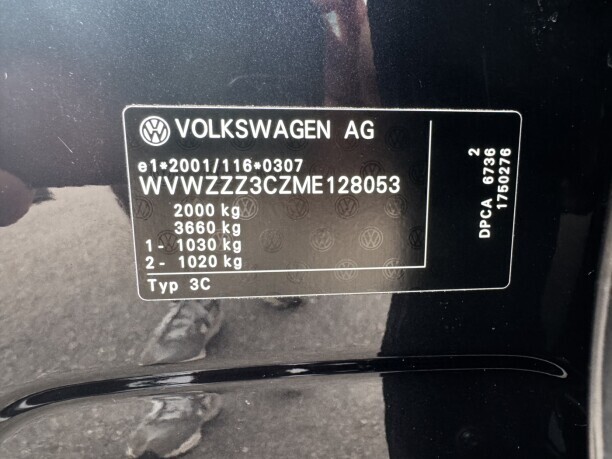 VOLKSWAGEN AG
e1*2001/116*0307
WVWZZZ3CZME128053
2000 kg
3660 kg
1- 1030 kg
2- 1020 kg
Typ 3C
2
DPCA 6736
1750276